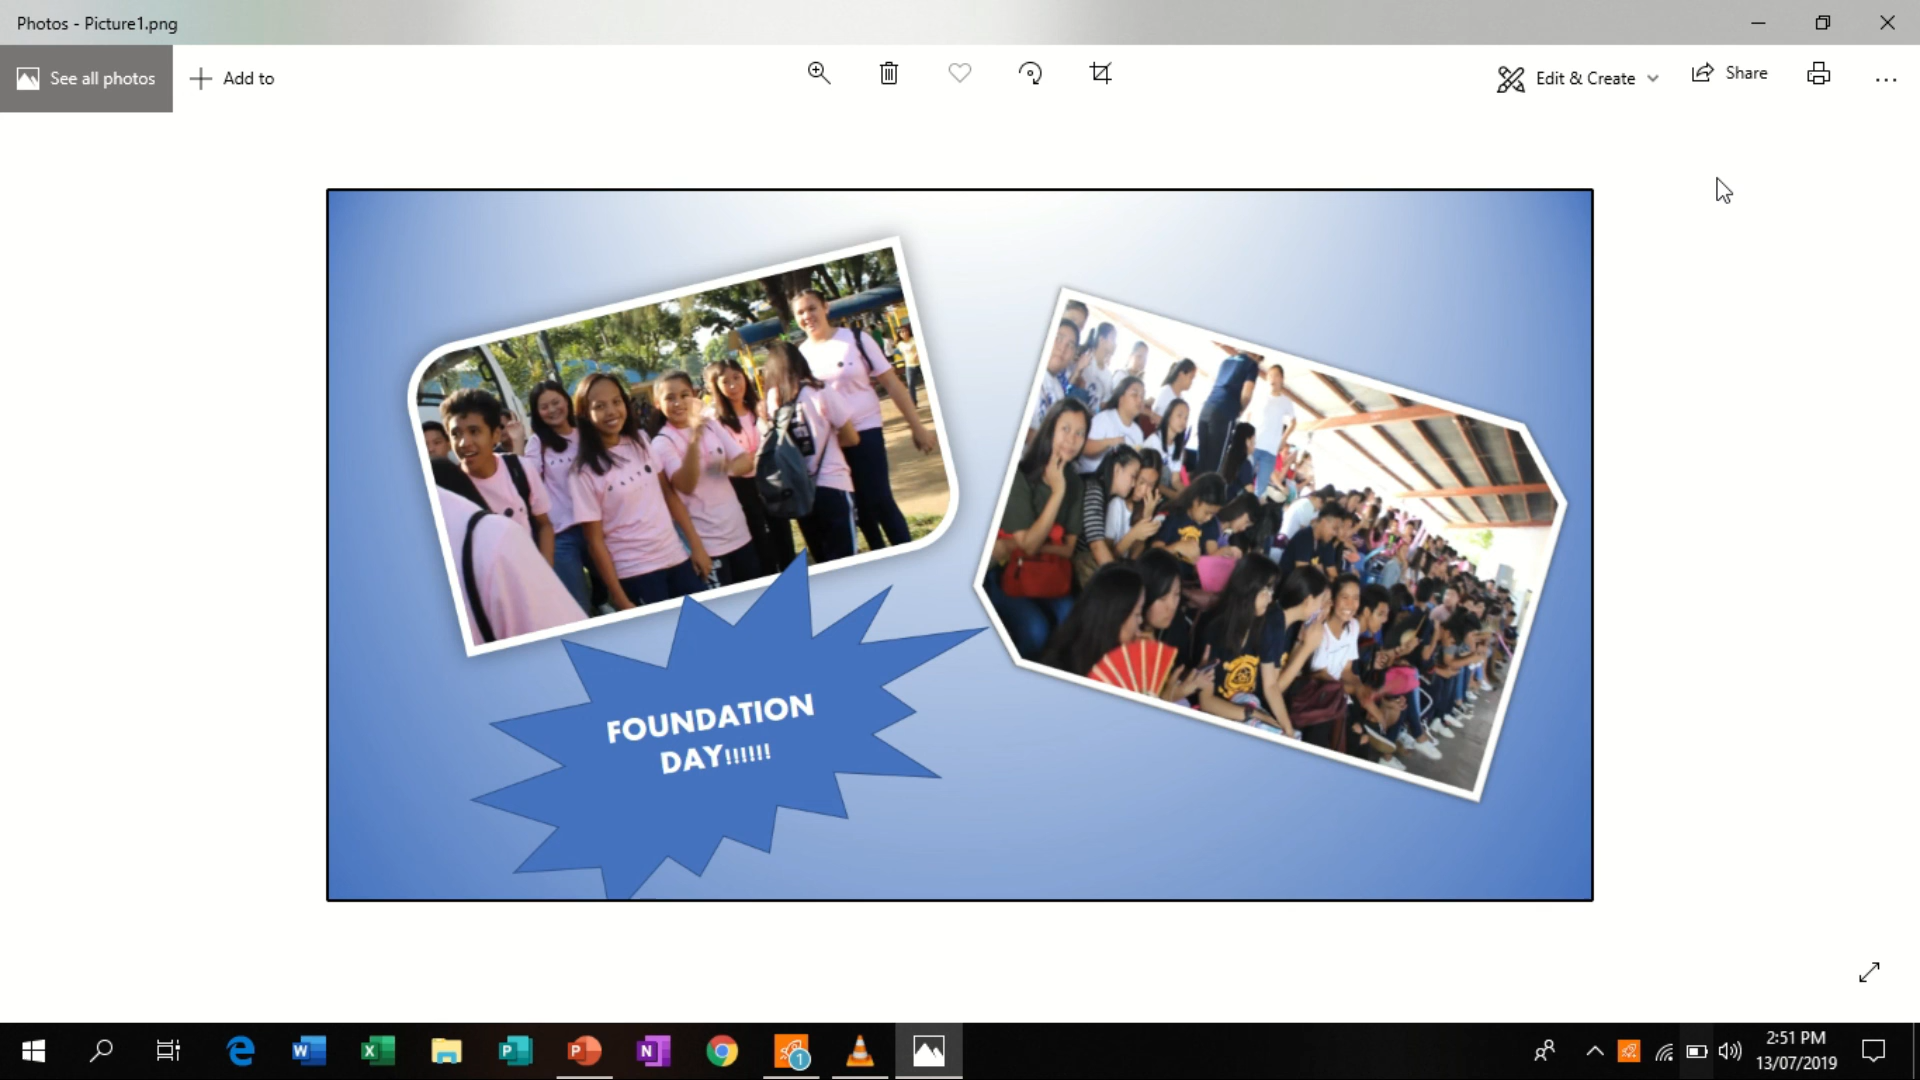 Photos - Picture1.png
See all photos
Add to
Edit & Create
Share
FOUNDATION
DAY!!!!!!
2:51 PM
13/07/2019